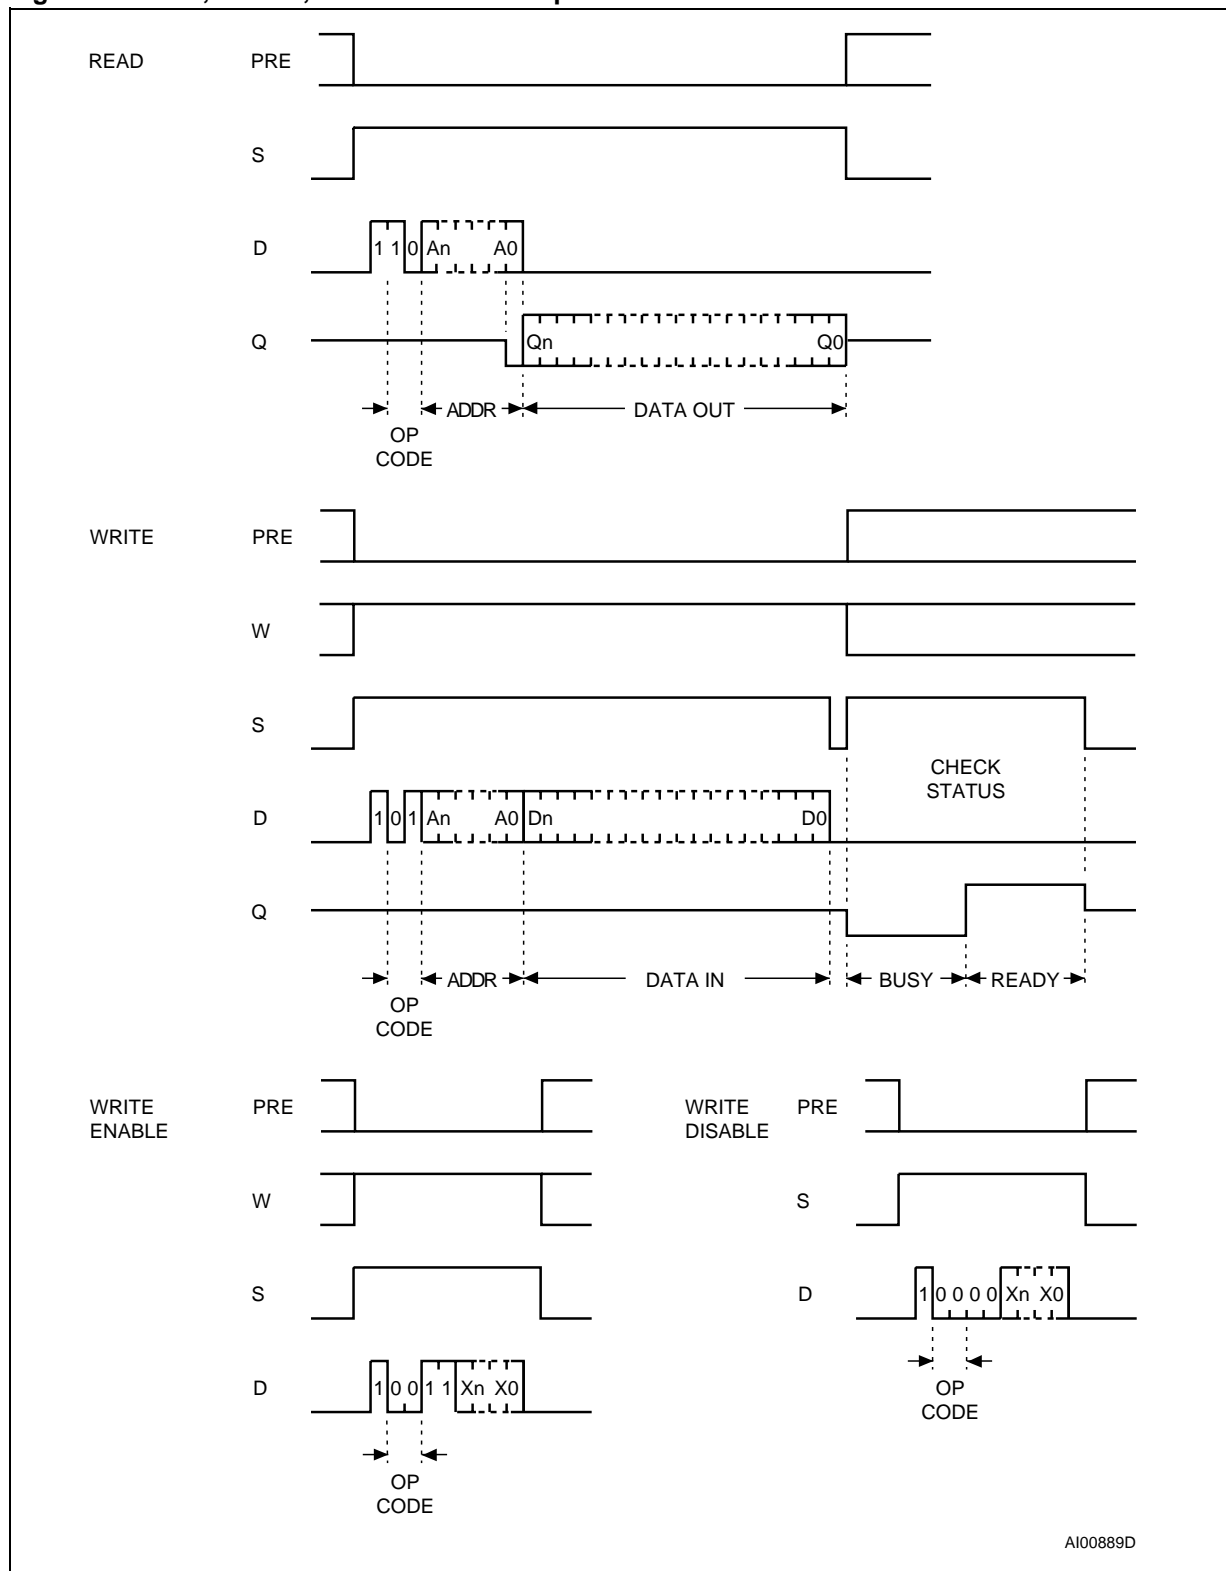 READ PRE
S
D 1 1 0 An A0
Q Qn Q0
ADDR DATA OUT
OP
CODE
WRITE PRE
W
S
CHECK
STATUS
D 1 0 1 An A0 Dn D0
Q
ADDR DATA IN BUSY READY
OP
CODE
WRITE
ENABLE
PRE
W
S
D 1 0 0 1 1 Xn X0
OP
CODE
WRITE
DISABLE
PRE
S
D 1 0 0 0 0 Xn X0
OP
CODE
AI00889D